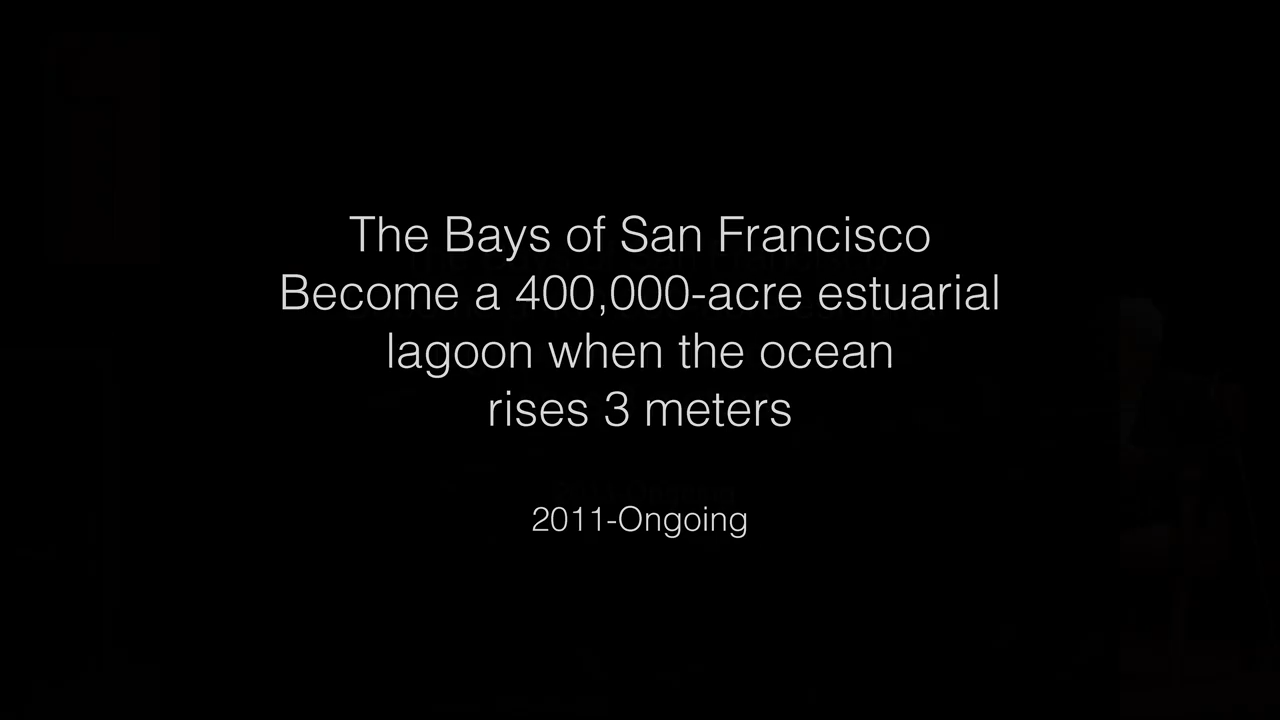 The Bays of San Francisco
Become a 400,000-acre estuarial
lagoon when the ocean
rises 3 meters
2011-Ongoing